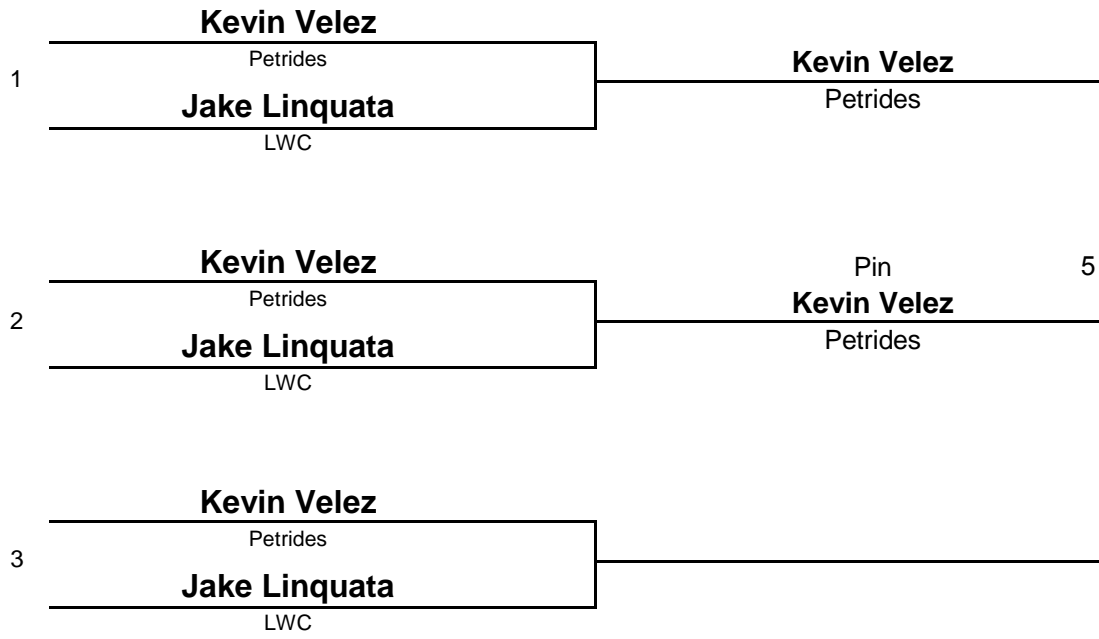 Kevin Velez
Petrides
1
Kevin Velez
Jake Linquata
Petrides
LWC
Kevin Velez
Pin 5
Petrides
Kevin Velez
2
Jake Linquata
Petrides
LWC
Kevin Velez
Petrides
3
Jake Linquata
LWC